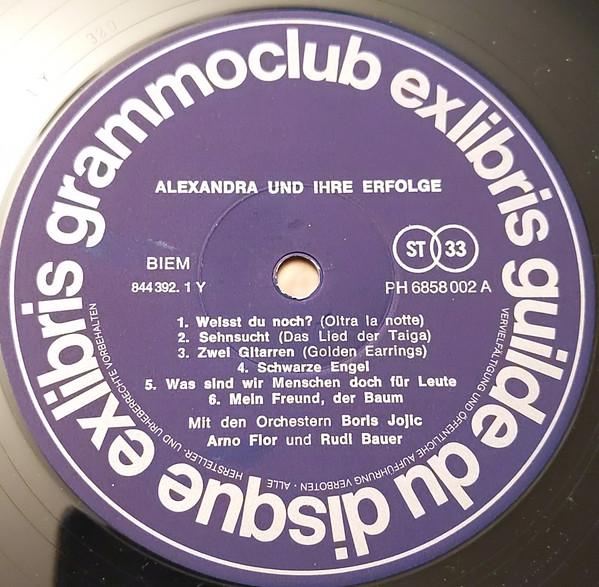 exlibris grammoclub exlibris guilde du disque
ALEXANDRA UND IHRE ERFOLGE
BIEM
844 392. 1 Y
ST 33
PH 6858 002 A
1. Weisst du noch? (Oltra la notte)
2. Sehnsucht (Das Lied der Taiga)
3. Zwei Gitarren (Golden Earrings)
4. Schwarze Engel
5. Was sind wir Menschen doch für Leute
6. Mein Freund, der Baum
Mit den Orchestern Boris Jojic
Arno Flor und Rudi Bauer
ALLE HERSTELLER- UND URHEBERRECHTE VORBEHALTEN
VERVIELFÄLTIGUNG UND ÖFFENTLICHE AUFFÜHRUNG VERBOTEN ·